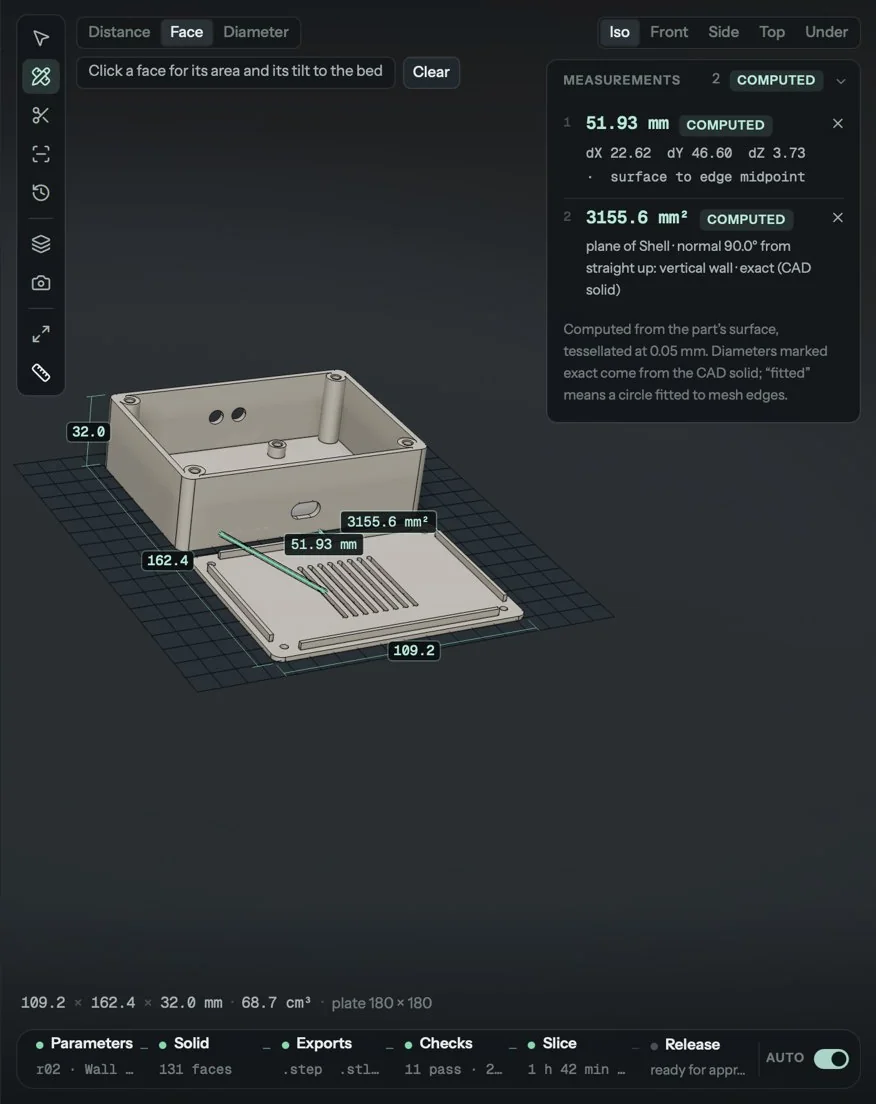 Distance Face Diameter
Iso Front Side Top Under
Click a face for its area and its tilt to the bed Clear
MEASUREMENTS 2 COMPUTED
1 51.93 mm COMPUTED
dX 22.62 dY 46.60 dZ 3.73
· surface to edge midpoint
2 3155.6 mm² COMPUTED
plane of Shell · normal 90.0° from
straight up: vertical wall · exact (CAD
solid)
Computed from the part's surface,
tessellated at 0.05 mm. Diameters marked
exact come from the CAD solid; "fitted"
means a circle fitted to mesh edges.
32.0
3155.6 mm²
51.93 mm
162.4
109.2
109.2 × 162.4 × 32.0 mm · 68.7 cm³ · plate 180 × 180
Parameters Solid Exports Checks Slice Release
r02 · Wall … 131 faces .step .stl… 11 pass · 2… 1 h 42 min … ready for appr…
AUTO